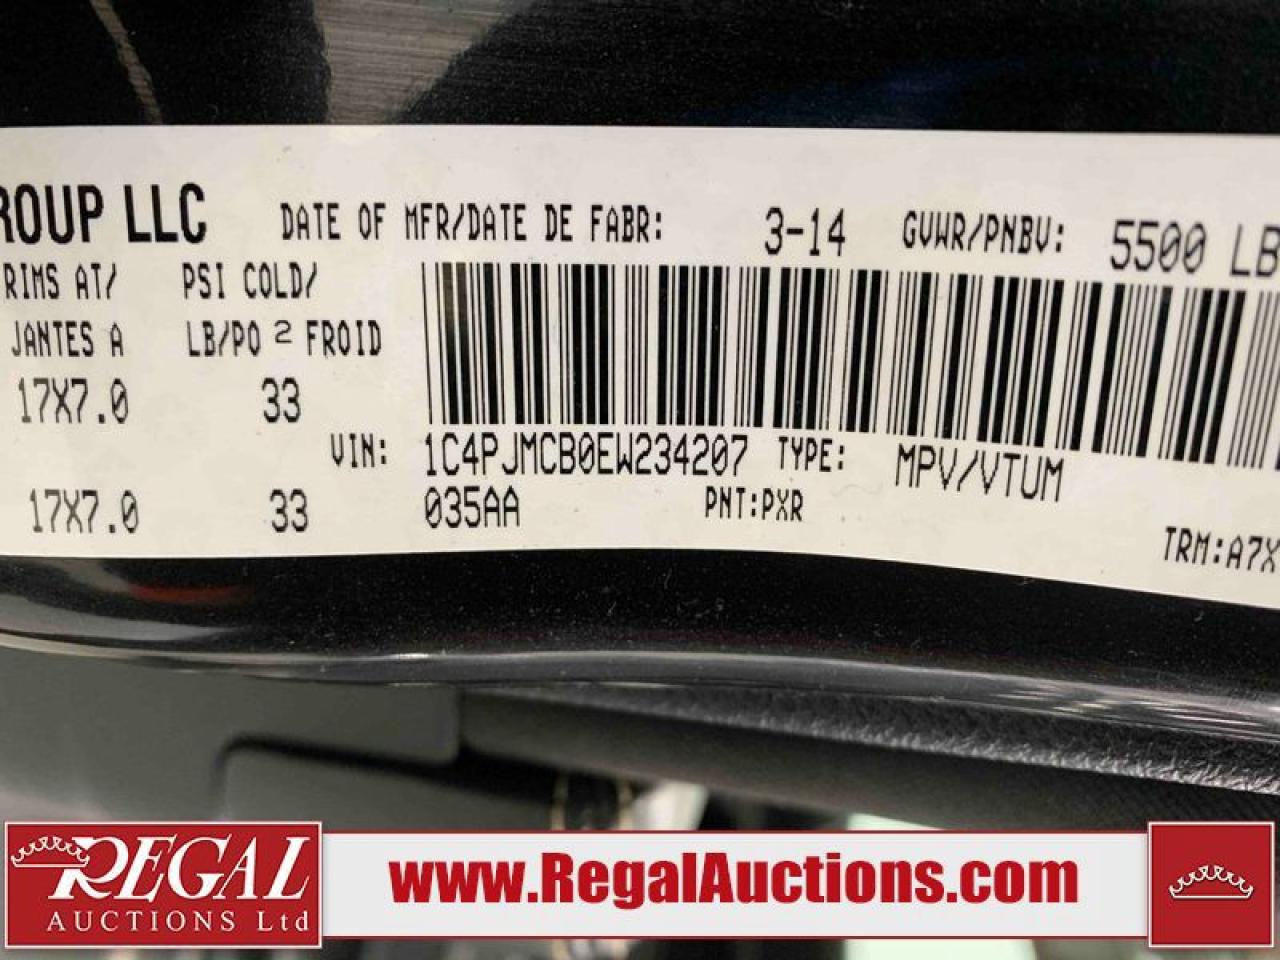 ROUP LLC DATE OF MFR/DATE DE FABR: 3-14 GVWR/PNBV: 5500 LB
RIMS AT/ PSI COLD/
JANTES A LB/PO 2 FROID
17X7.0 33
VIN: 1C4PJMCB0EW234207 TYPE: MPV/VTUM
17X7.0 33 035AA PNT:PXR TRM:A7X
REGAL
AUCTIONS Ltd
www.RegalAuctions.com